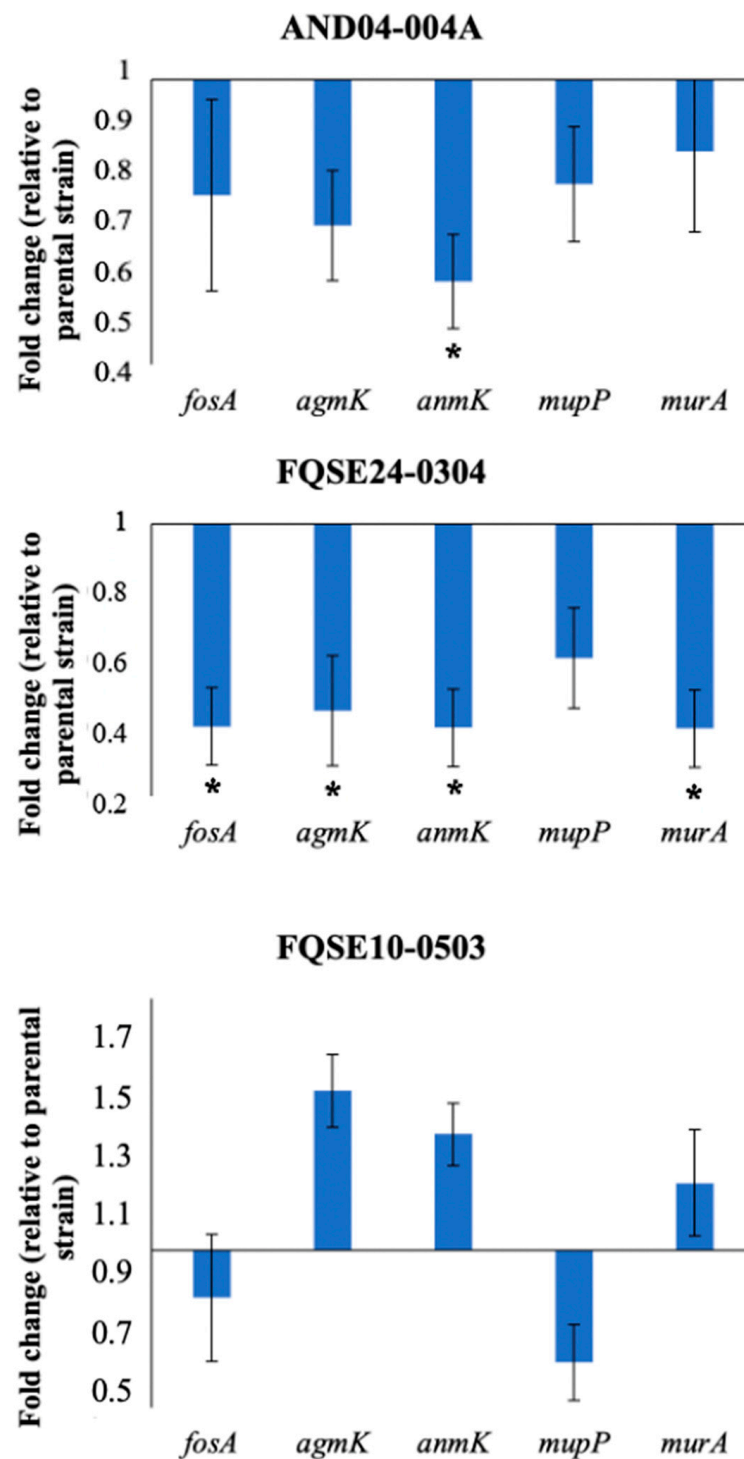 AND04-004A
Fold change (relative to
parental strain)
1
0.9
0.8
0.7
0.6
0.5
0.4
*
fosA agmK anmK mupP murA
FQSE24-0304
Fold change (relative to
parental strain)
1
0.8
0.6
0.4
0.2
* * * *
fosA agmK anmK mupP murA
FQSE10-0503
Fold change (relative to parental
strain)
1.7
1.5
1.3
1.1
0.9
0.7
0.5
fosA agmK anmK mupP murA